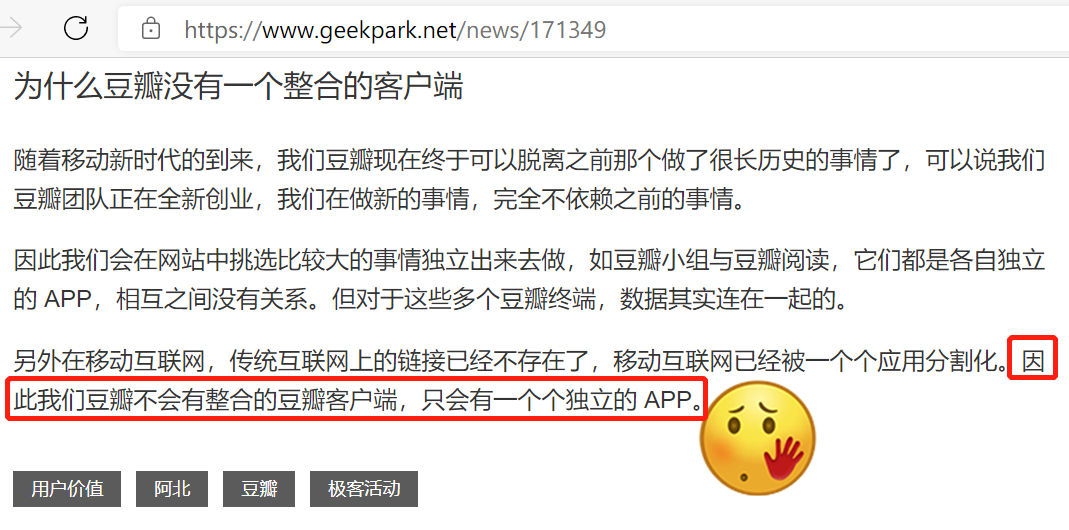 https://www.geekpark.net/news/171349
为什么豆瓣没有一个整合的客户端
随着移动新时代的到来，我们豆瓣现在终于可以脱离之前那个做了很长历史的事情了，可以说我们
豆瓣团队正在全新创业，我们在做新的事情，完全不依赖之前的事情。
因此我们会在网站中挑选比较大的事情独立出来去做，如豆瓣小组与豆瓣阅读，它们都是各自独立
的 APP，相互之间没有关系。但对于这些多个豆瓣终端，数据其实连在一起的。
另外在移动互联网，传统互联网上的链接已经不存在了，移动互联网已经被一个个应用分割化。因
此我们豆瓣不会有整合的豆瓣客户端，只会有一个个独立的 APP。
用户价值 阿北 豆瓣 极客活动